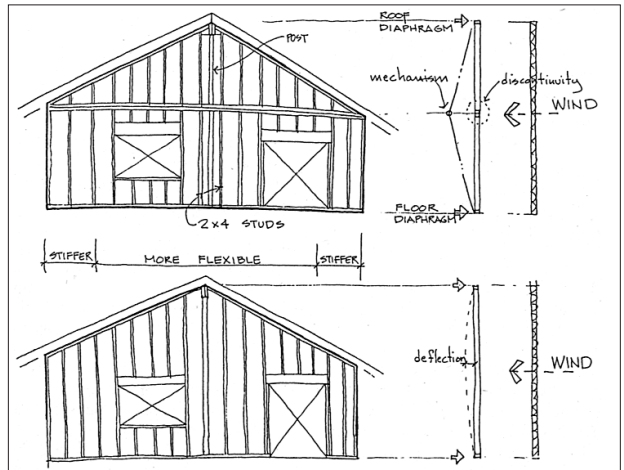 ROOF
DIAPHRAGM
POST
mechanism
discontinuity
WIND
FLOOR
DIAPHRAGM
2x4 STUDS
STIFFER
MORE FLEXIBLE
STIFFER
deflection
WIND